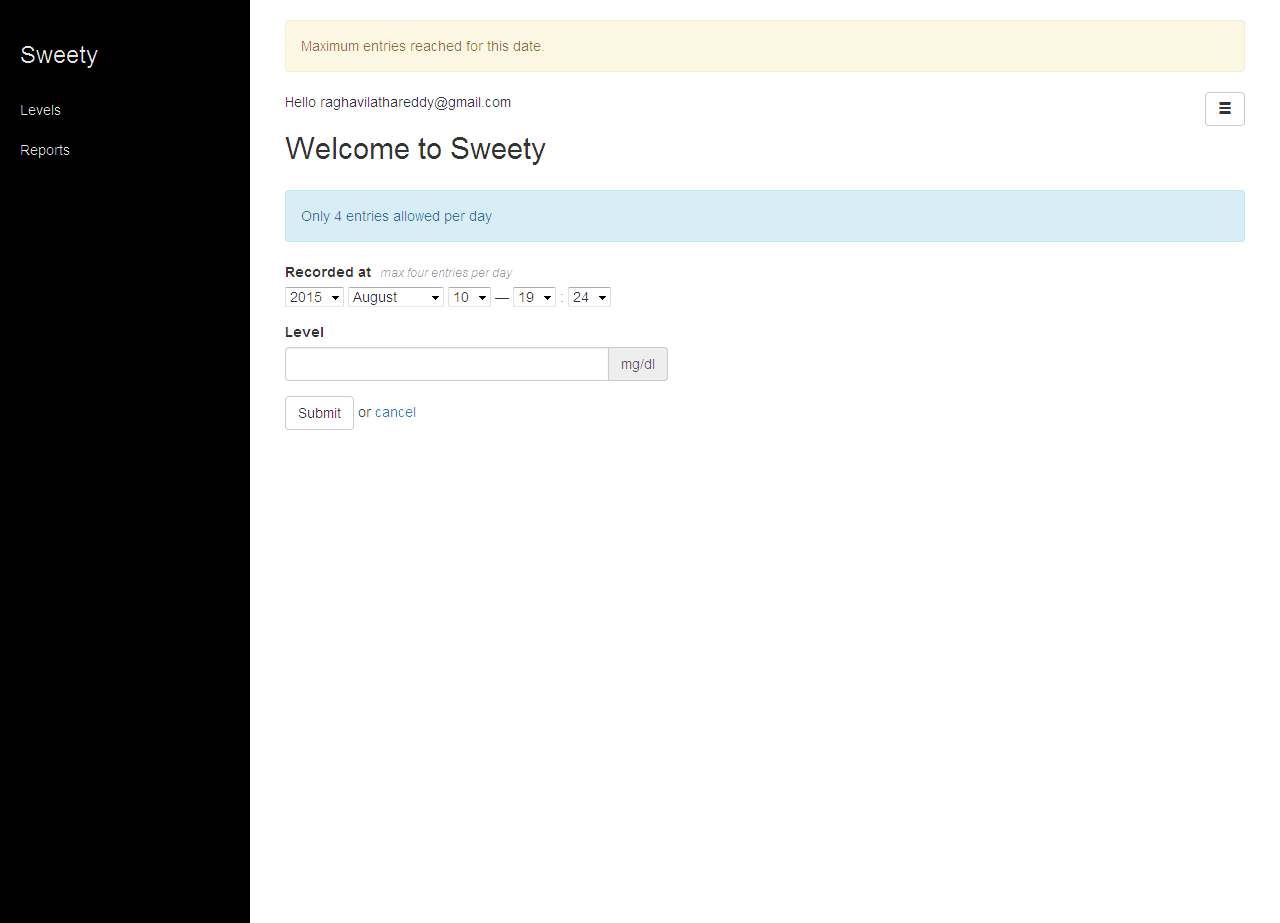 Sweety
Levels
Reports
Maximum entries reached for this date.
Hello raghavilathareddy@gmail.com
Welcome to Sweety
Only 4 entries allowed per day
Recorded at max four entries per day
2015 August 10 — 19 : 24
Level
mg/dl
Submit or cancel